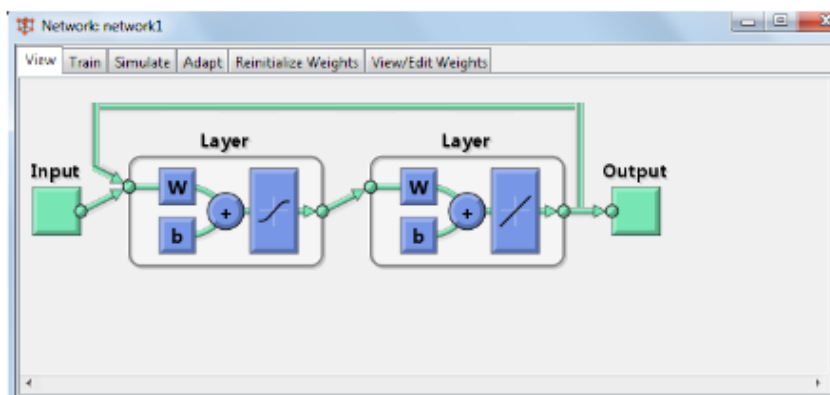 Network: network1
View Train Simulate Adapt Reinitialize Weights View/Edit Weights
Layer Layer
Input Output
W W
+ +
b b